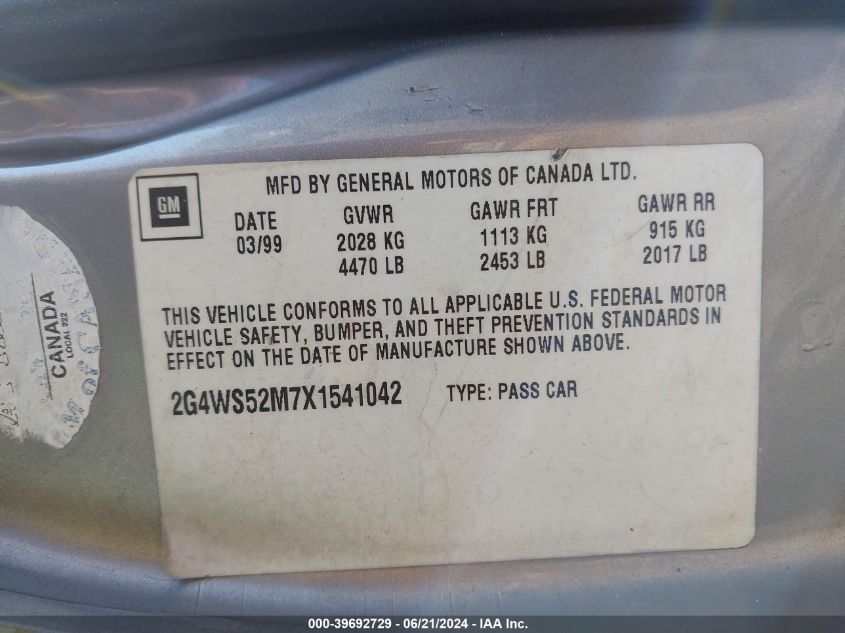 GM
MFD BY GENERAL MOTORS OF CANADA LTD.
DATE GVWR GAWR FRT GAWR RR
03/99 2028 KG 1113 KG 915 KG
4470 LB 2453 LB 2017 LB
THIS VEHICLE CONFORMS TO ALL APPLICABLE U.S. FEDERAL MOTOR
VEHICLE SAFETY, BUMPER, AND THEFT PREVENTION STANDARDS IN
EFFECT ON THE DATE OF MANUFACTURE SHOWN ABOVE.
2G4WS52M7X1541042 TYPE: PASS CAR
CANADA
LOCAL 222
000-39692729 - 06/21/2024 - IAA Inc.